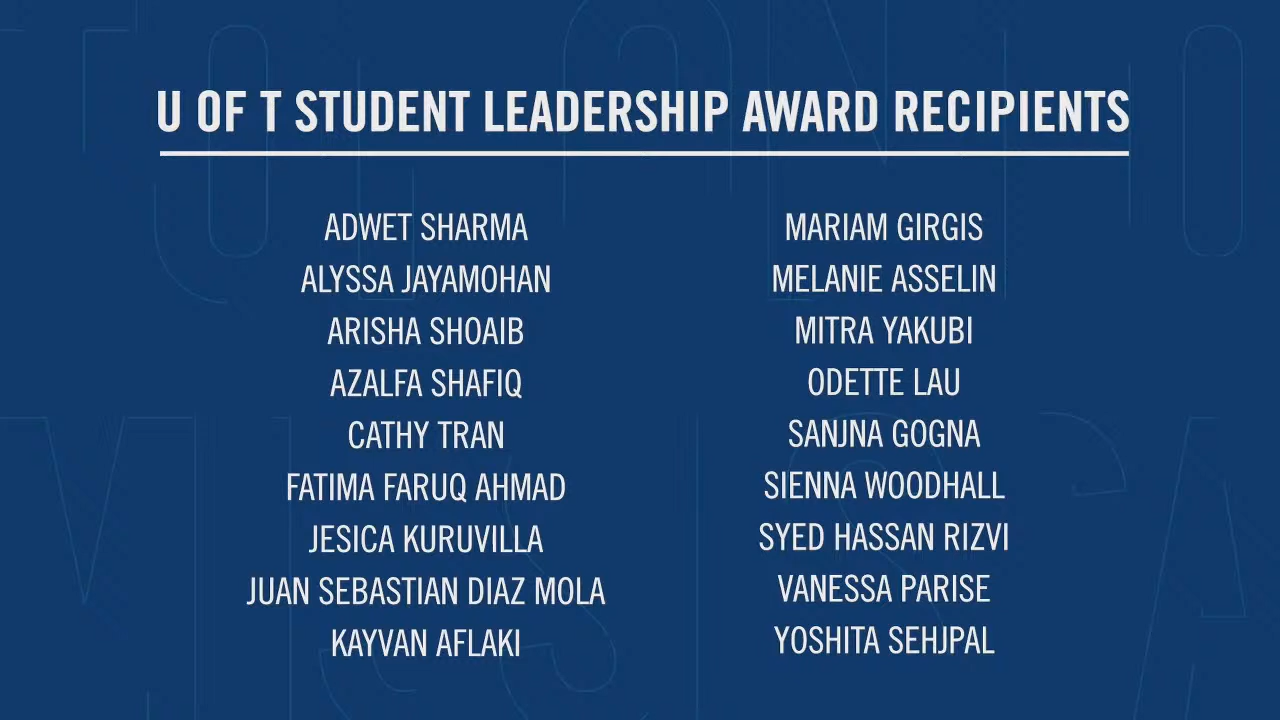 U OF T STUDENT LEADERSHIP AWARD RECIPIENTS
ADWET SHARMA
ALYSSA JAYAMOHAN
ARISHA SHOAIB
AZALFA SHAFIQ
CATHY TRAN
FATIMA FARUQ AHMAD
JESICA KURUVILLA
JUAN SEBASTIAN DIAZ MOLA
KAYVAN AFLAKI
MARIAM GIRGIS
MELANIE ASSELIN
MITRA YAKUBI
ODETTE LAU
SANJNA GOGNA
SIENNA WOODHALL
SYED HASSAN RIZVI
VANESSA PARISE
YOSHITA SEHJPAL